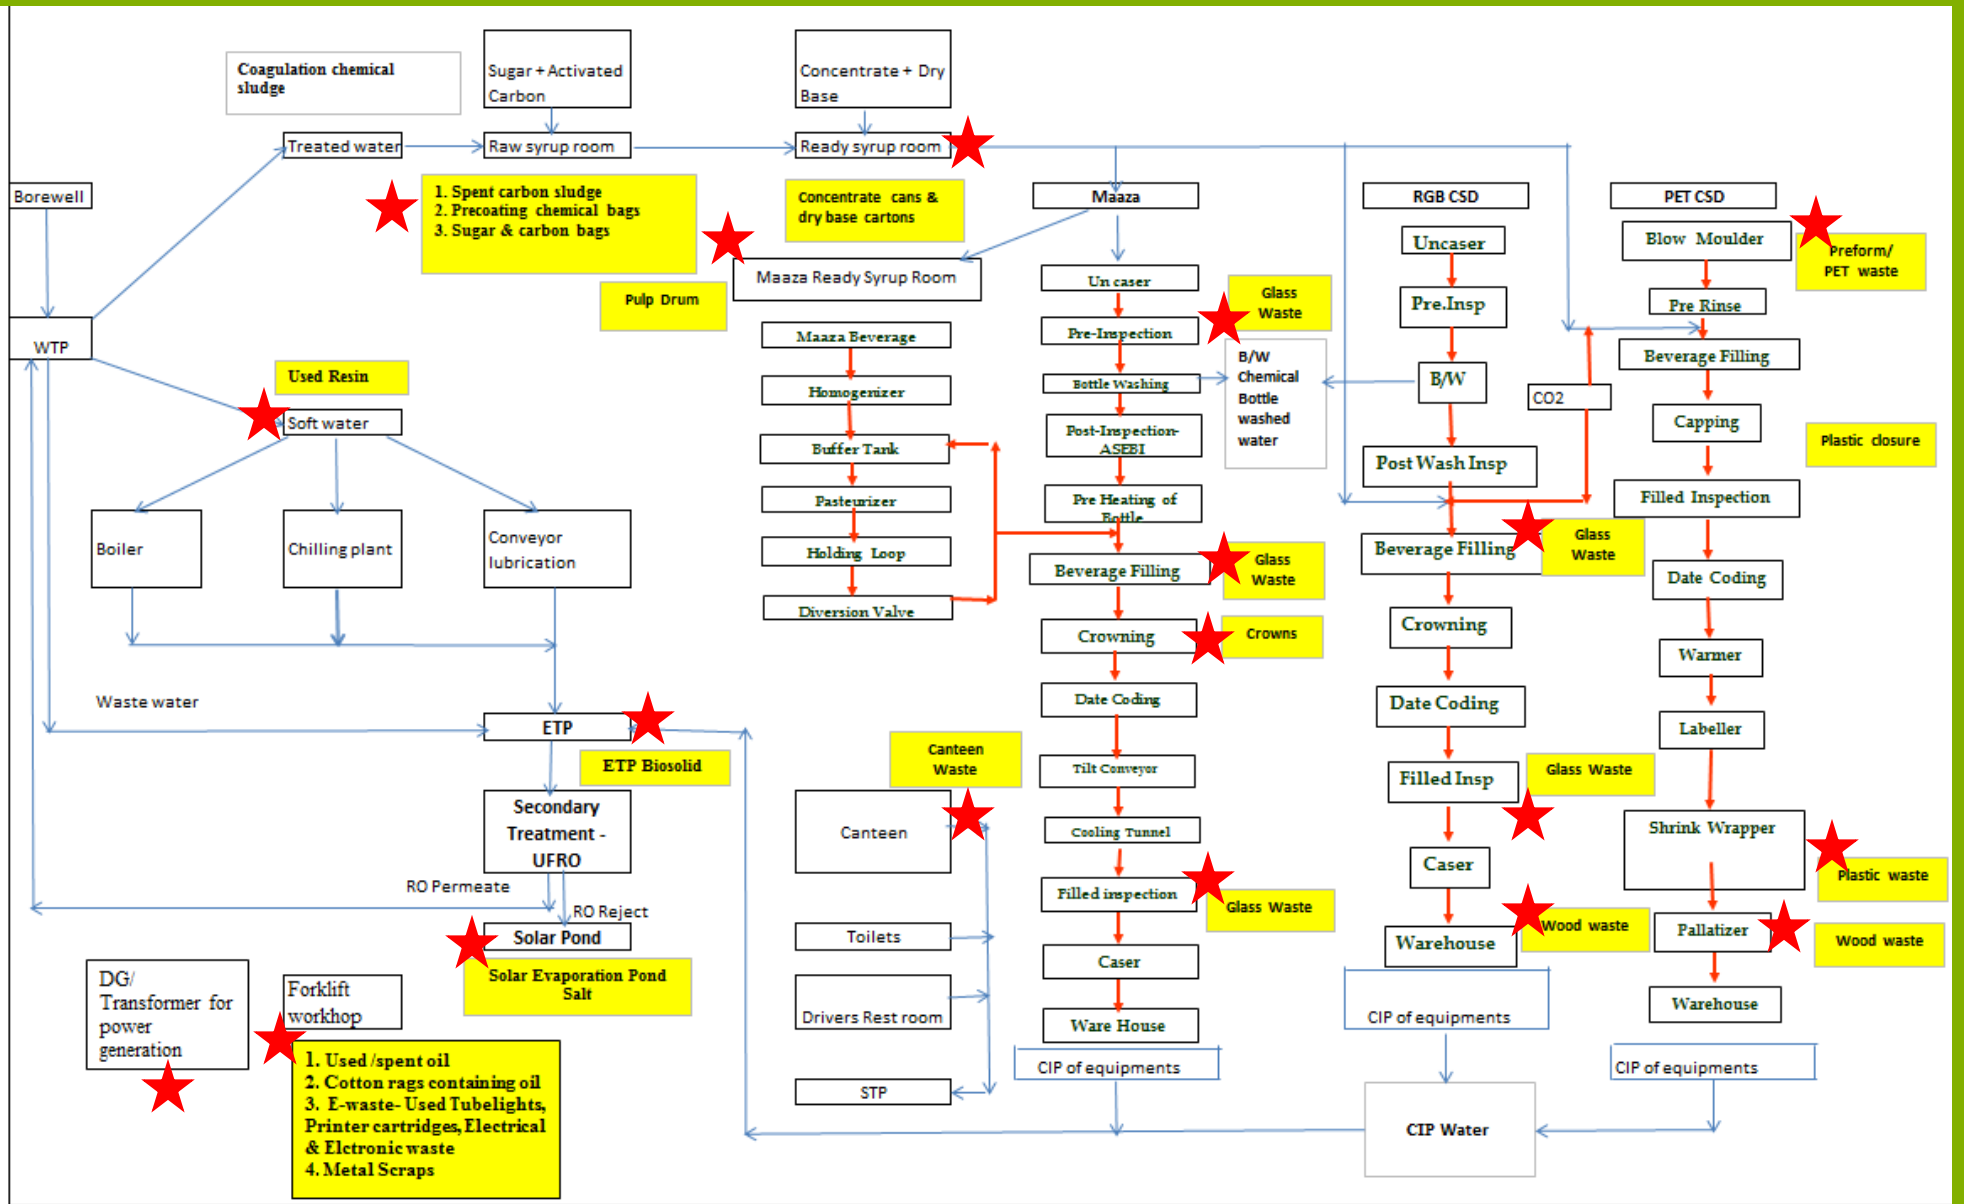 Coagulation chemical
sludge
Sugar + Activated
Carbon
Concentrate + Dry
Base
Treated water
Raw syrup room
Ready syrup room
Borewell
1. Spent carbon sludge
2. Precoating chemical bags
3. Sugar & carbon bags
Concentrate cans &
dry base cartons
Maaza
RGB CSD
PET CSD
Uncaser
Blow Moulder
Preform/
PET waste
Maaza Ready Syrup Room
Un caser
Pulp Drum
Glass
Waste
Pre.Insp
Pre Rinse
WTP
Maaza Beverage
Pre-Inspection
B/W
Chemical
Bottle
washed
water
Beverage Filling
Used Resin
Homogenizer
Bottle Washing
B/W
CO2
Soft water
Capping
Plastic closure
Buffer Tank
Post-Inspection-
ASEBI
Post Wash Insp
Pasteurizer
Pre Heating of
Bottle
Filled Inspection
Boiler
Chilling plant
Conveyor
lubrication
Holding Loop
Beverage Filling
Glass
Waste
Beverage Filling
Glass
Waste
Date Coding
Diversion Valve
Crowning
Crowns
Crowning
Warmer
Waste water
Date Coding
Date Coding
Labeller
ETP
ETP Biosolid
Canteen
Waste
Tilt Conveyor
Filled Insp
Glass Waste
Secondary
Treatment -
UFRO
Canteen
Cooling Tunnel
Shrink Wrapper
Caser
Plastic waste
RO Permeate
RO Reject
Filled inspection
Glass Waste
Solar Pond
Toilets
Warehouse
Wood waste
Pallatizer
Wood waste
Caser
Solar Evaporation Pond
Salt
DG/
Transformer for
power
generation
Forklift
workhop
Drivers Rest room
Ware House
CIP of equipments
Warehouse
1. Used /spent oil
2. Cotton rags containing oil
3. E-waste- Used Tubelights,
Printer cartridges, Electrical
& Elctronic waste
4. Metal Scraps
STP
CIP of equipments
CIP of equipments
CIP Water